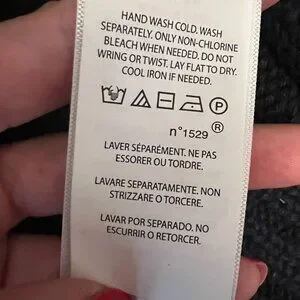 HAND WASH COLD. WASH
SEPARATELY. ONLY NON-CHLORINE
BLEACH WHEN NEEDED. DO NOT
WRING OR TWIST. LAY FLAT TO DRY.
COOL IRON IF NEEDED.
P
n°1529 ®
LAVER SÉPARÉMENT. NE PAS
ESSORER OU TORDRE.
LAVARE SEPARATAMENTE. NON
STRIZZARE O TORCERE.
LAVAR POR SEPARADO. NO
ESCURRIR O RETORCER.